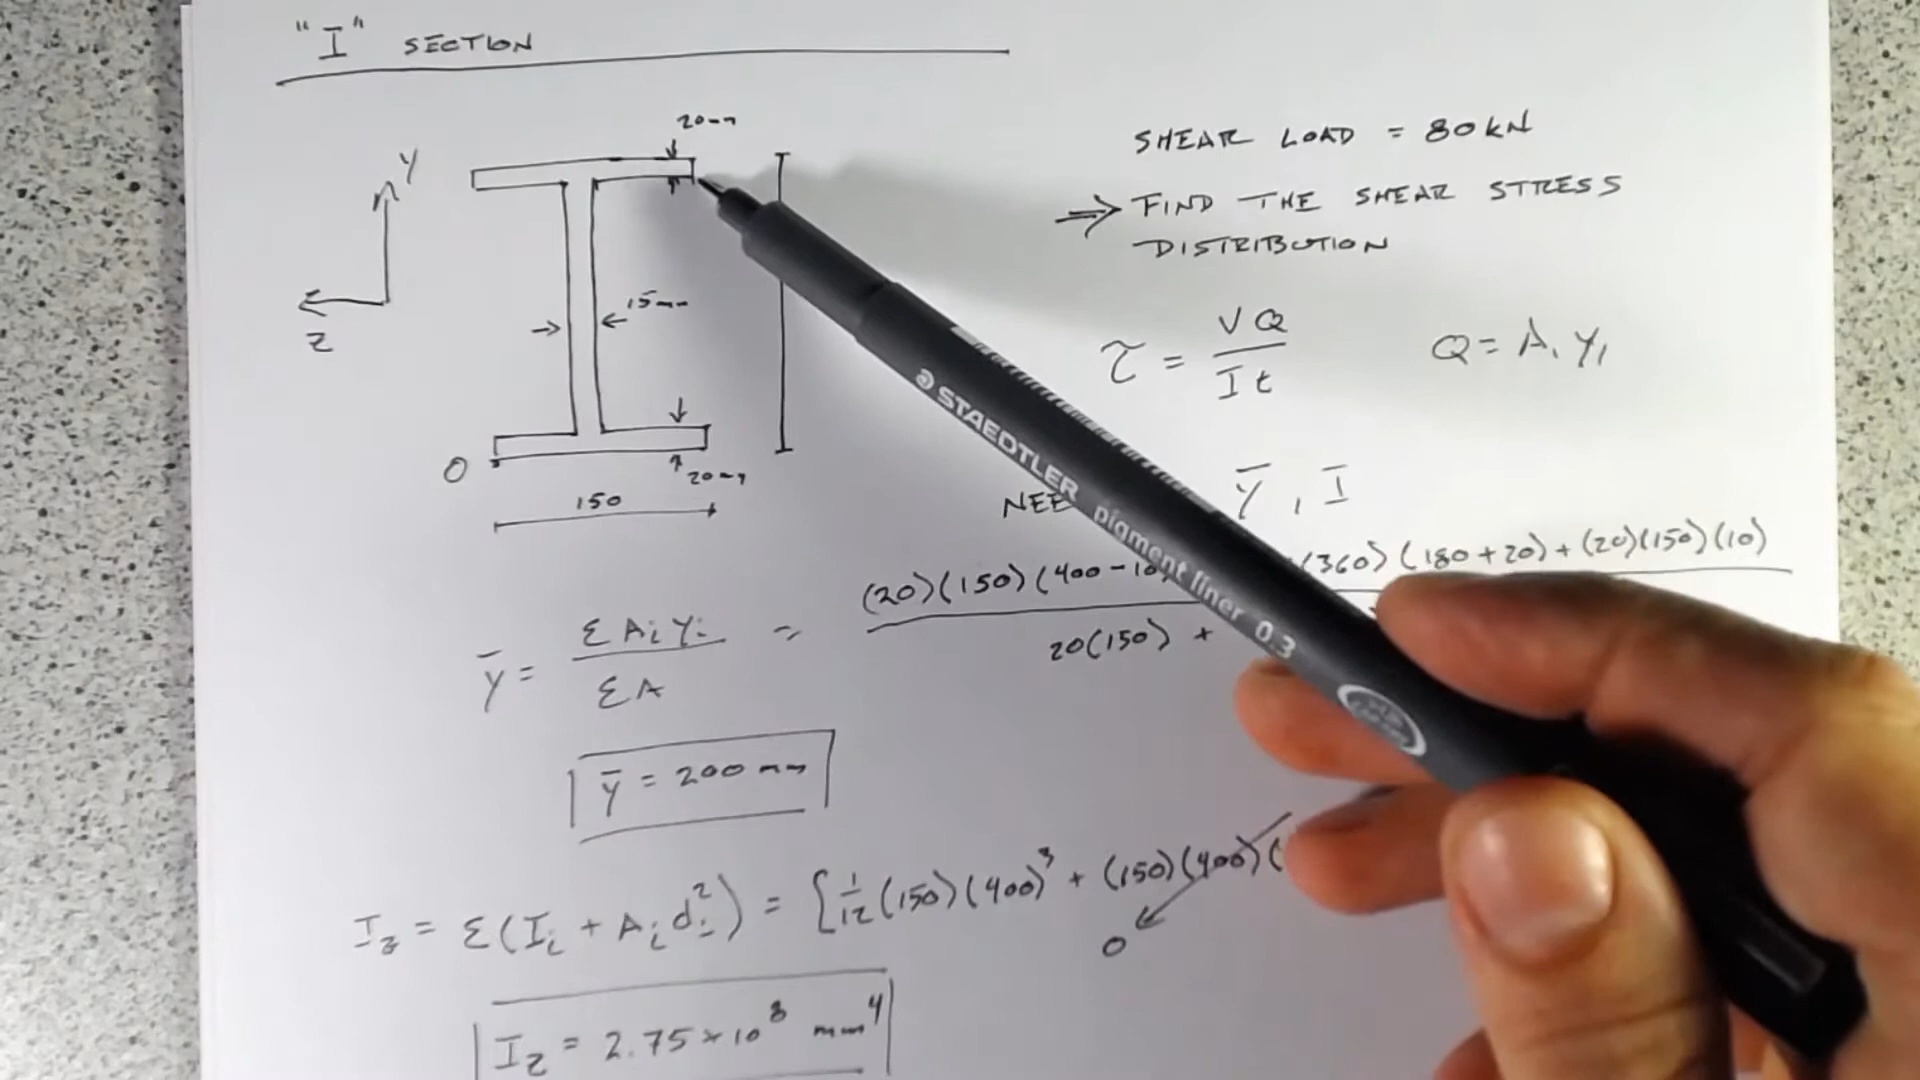 "I" SECTION
20mm
Y
Z
15mm
20mm
O
150
SHEAR LOAD = 80kN
⇒ FIND THE SHEAR STRESS
DISTRIBUTION
τ = VQ / It
Q = A₁ y₁
ȳ , I
STAEDTLER pigment liner 0.3
ȳ = ΣAᵢyᵢ / ΣA = (20)(150)(400-10 (360)(180+20)+(20)(150)(10)
20(150) +
ȳ = 200 mm
I_z = Σ(Iᵢ + Aᵢdᵢ²) = [1/12 (150)(400)³ + (150)(400)(
0
I_z = 2.75×10⁸ mm⁴